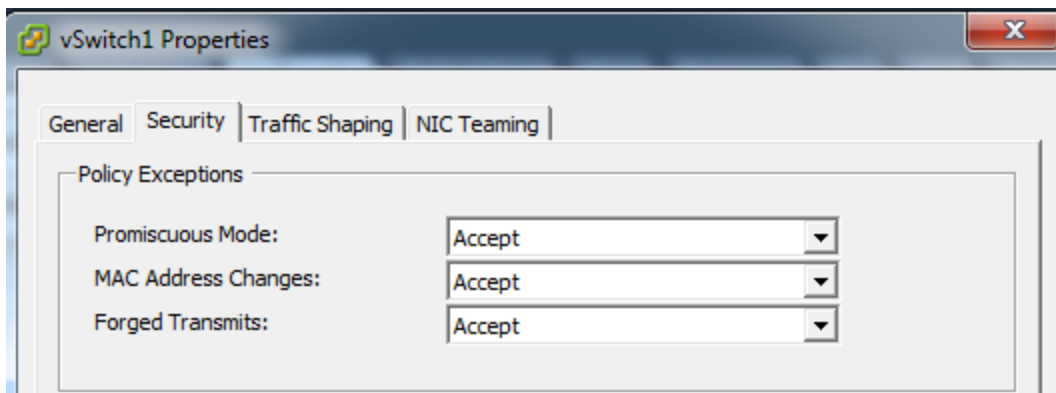 vSwitch1 Properties
General Security Traffic Shaping NIC Teaming
Policy Exceptions
Promiscuous Mode: Accept
MAC Address Changes: Accept
Forged Transmits: Accept